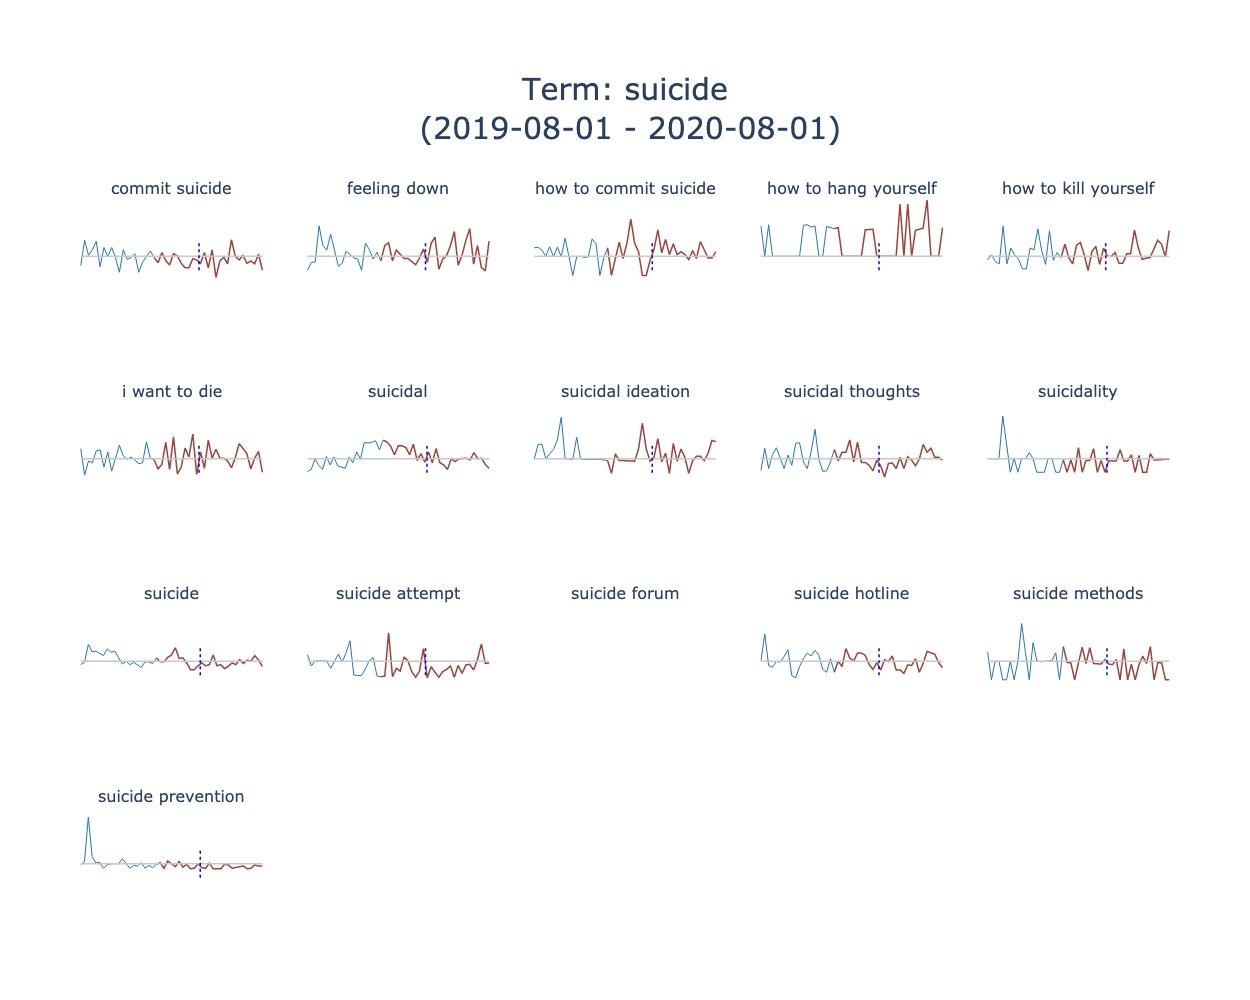 Term: suicide
(2019-08-01 - 2020-08-01)
commit suicide
feeling down
how to commit suicide
how to hang yourself
how to kill yourself
i want to die
suicidal
suicidal ideation
suicidal thoughts
suicidality
suicide
suicide attempt
suicide forum
suicide hotline
suicide methods
suicide prevention